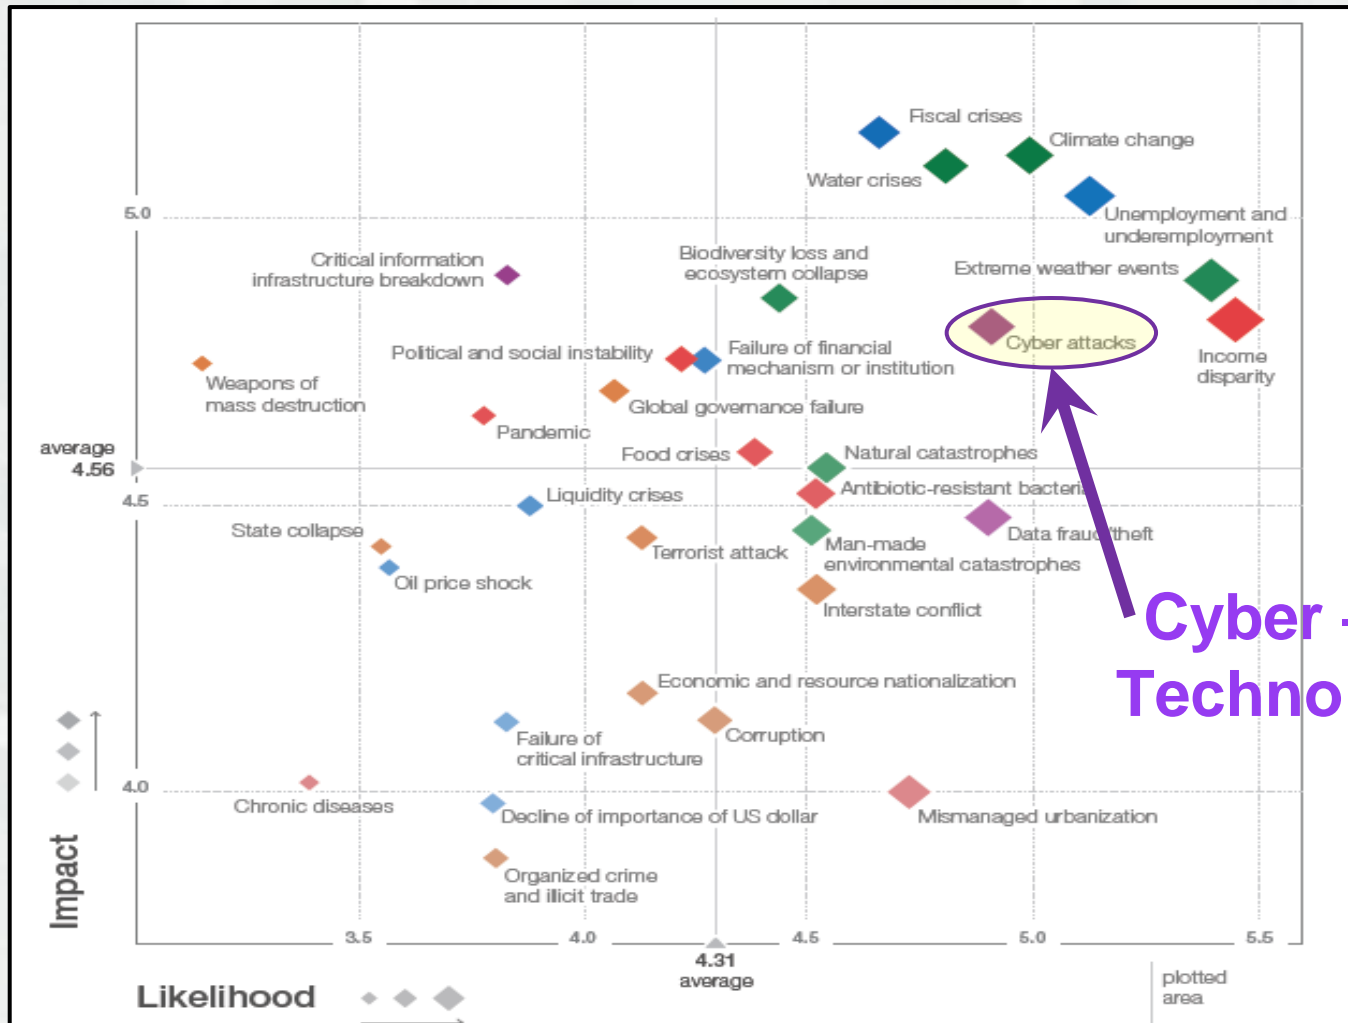 Fiscal crises
Climate change
Water crises
5.0
Unemployment and
underemployment
Critical information
infrastructure breakdown
Biodiversity loss and
ecosystem collapse
Extreme weather events
Cyber attacks
Political and social instability
Failure of financial
mechanism or institution
Income
disparity
Weapons of
mass destruction
Global governance failure
Pandemic
average
4.56
Food crises
Natural catastrophes
4.5
Liquidity crises
Antibiotic-resistant bacteria
State collapse
Terrorist attack
Data fraud/theft
Man-made
environmental catastrophes
Oil price shock
Interstate conflict
Cyber -
Techno
Economic and resource nationalization
Failure of
critical infrastructure
Corruption
4.0
Chronic diseases
Decline of importance of US dollar
Mismanaged urbanization
Organized crime
and illicit trade
Impact
3.5
4.0
4.5
5.0
5.5
4.31
average
Likelihood
plotted
area